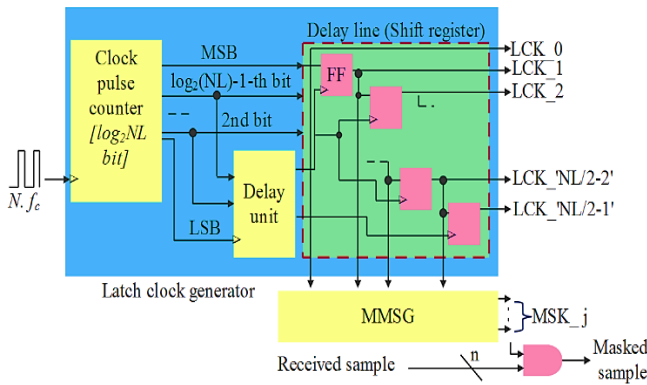 Delay line (Shift register)
LCK_0
LCK_1
LCK_2
LCK_'NL/2-2'
LCK_'NL/2-1'
Clock
pulse
counter
[log₂NL
bit]
MSB
log₂(NL)-1-th bit
2nd bit
LSB
FF
N. f_c
Delay
unit
Latch clock generator
MMSG
MSK_j
Received sample
n
Masked
sample